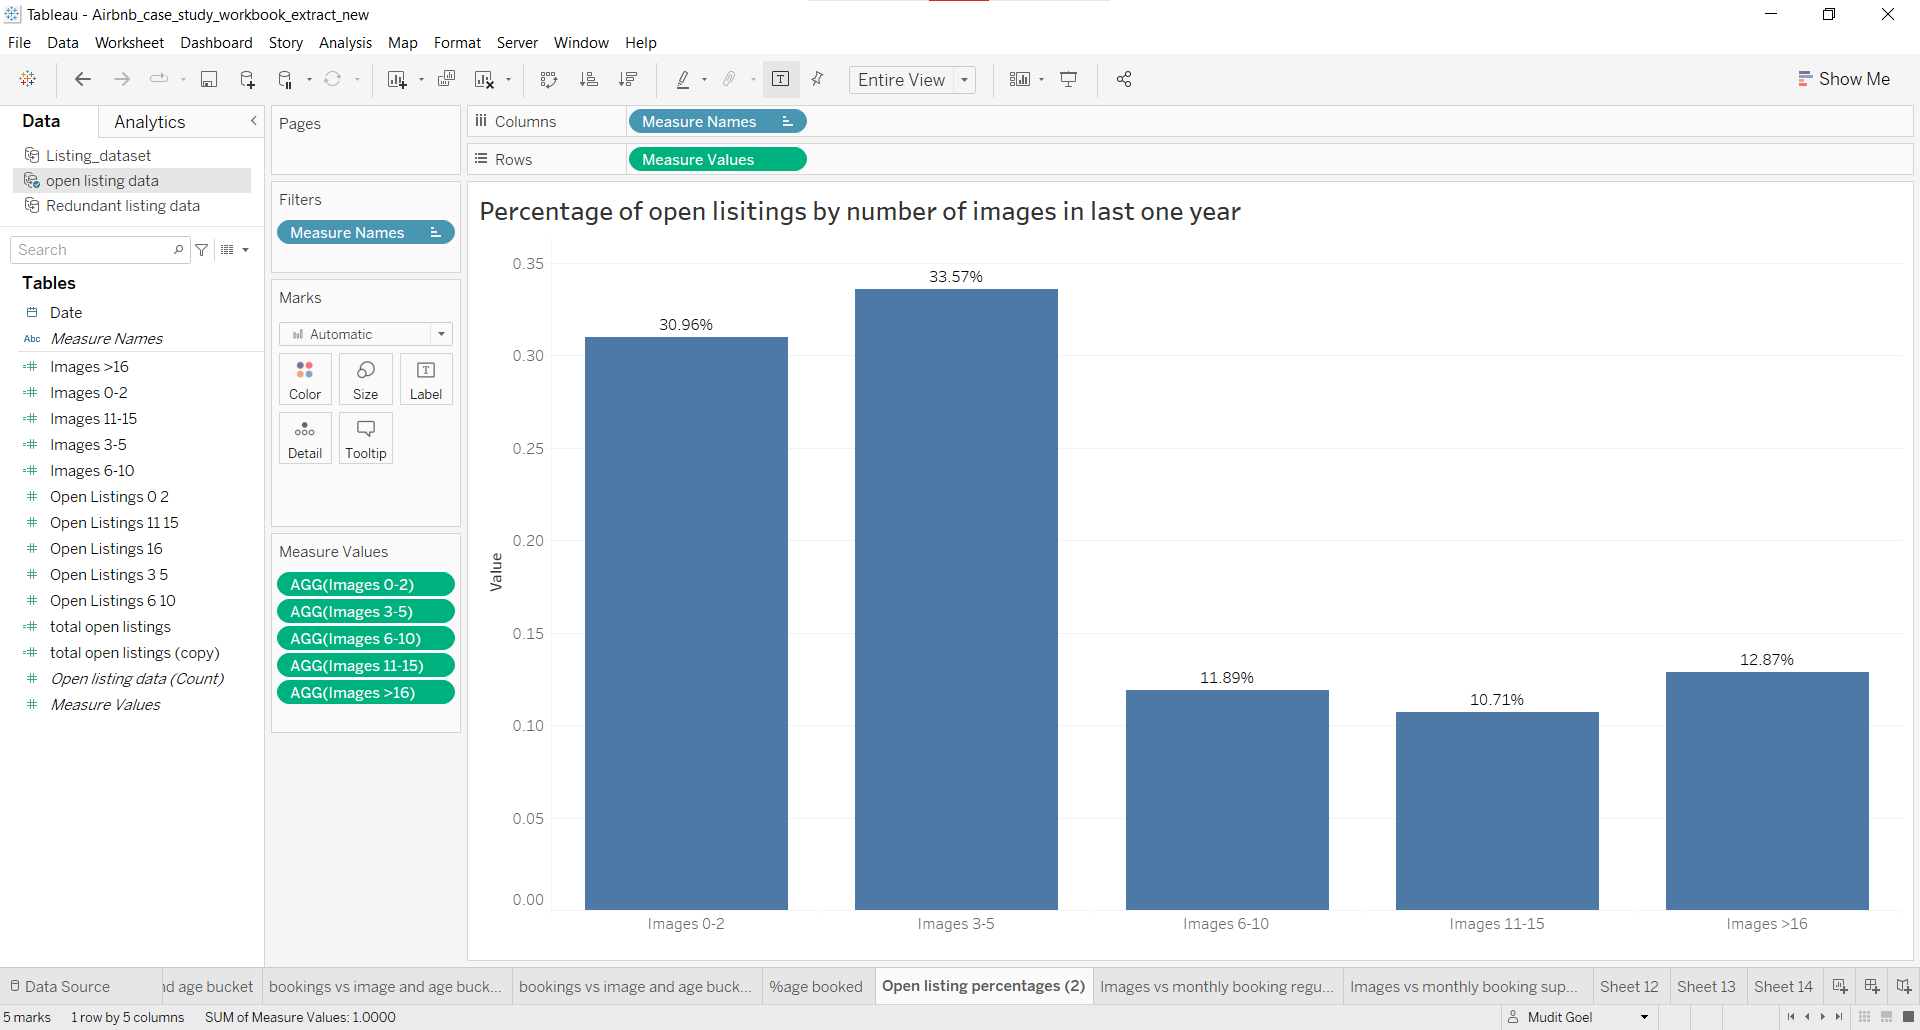 Tableau - Airbnb_case_study_workbook_extract_new
File Data Worksheet Dashboard Story Analysis Map Format Server Window Help
Entire View
Show Me
Data Analytics
Listing_dataset
open listing data
Redundant listing data
Search
Tables
Date
Abc Measure Names
Images >16
Images 0-2
Images 11-15
Images 3-5
Images 6-10
Open Listings 0 2
Open Listings 11 15
Open Listings 16
Open Listings 3 5
Open Listings 6 10
total open listings
total open listings (copy)
Open listing data (Count)
Measure Values
Pages
Filters
Measure Names
Marks
Automatic
Color Size Label
Detail Tooltip
Measure Values
AGG(Images 0-2)
AGG(Images 3-5)
AGG(Images 6-10)
AGG(Images 11-15)
AGG(Images >16)
Columns Measure Names
Rows Measure Values
Percentage of open lisitings by number of images in last one year
Value
0.35
0.30
0.25
0.20
0.15
0.10
0.05
0.00
30.96%
33.57%
11.89%
10.71%
12.87%
Images 0-2 Images 3-5 Images 6-10 Images 11-15 Images >16
Data Source d age bucket bookings vs image and age buck... bookings vs image and age buck... %age booked Open listing percentages (2) Images vs monthly booking regu... Images vs monthly booking sup... Sheet 12 Sheet 13 Sheet 14
5 marks 1 row by 5 columns SUM of Measure Values: 1.0000 Mudit Goel